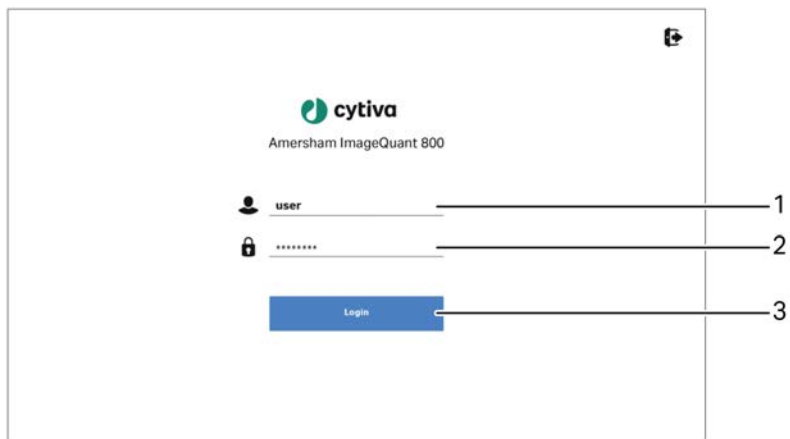 cytiva
Amersham ImageQuant 800
user
1
********
2
Login
3